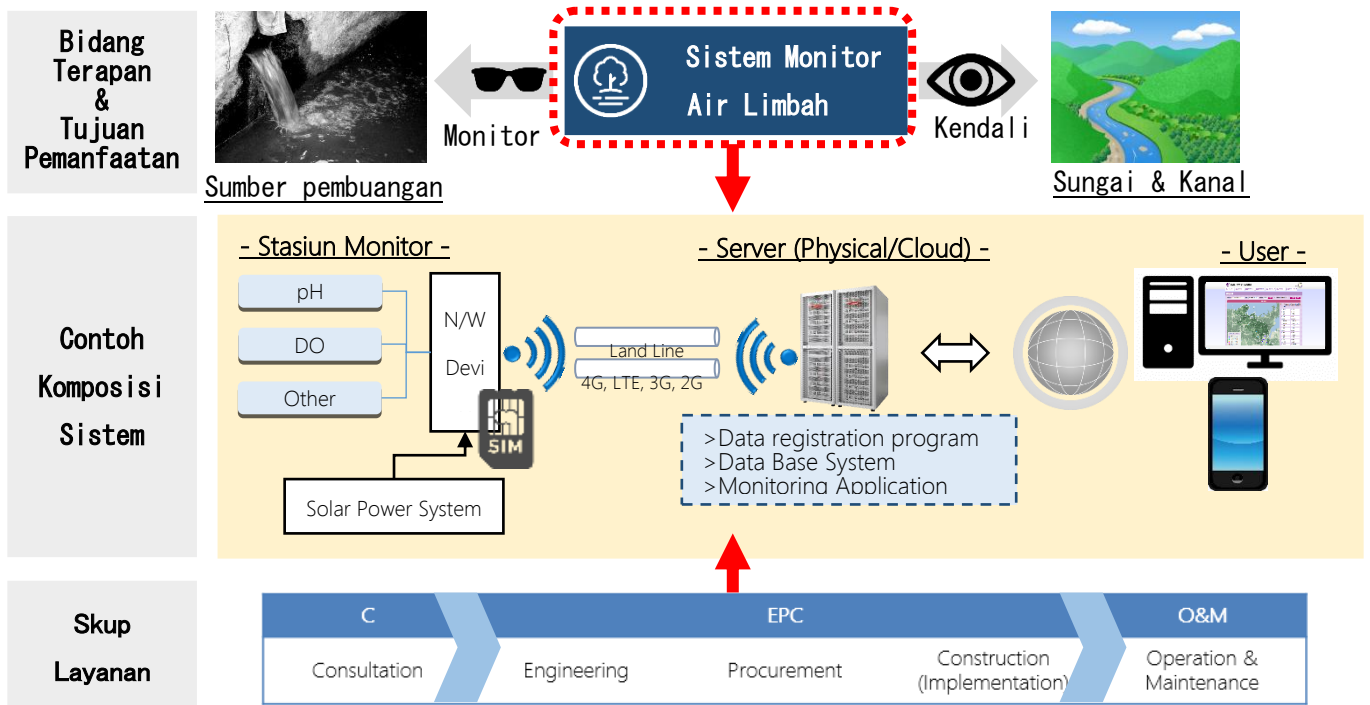 Bidang
Terapan
&
Tujuan
Pemanfaatan
Monitor
Sistem Monitor
Air Limbah
Kendali
Sumber pembuangan
Sungai & Kanal
Contoh
Komposisi
Sistem
- Stasiun Monitor -
pH
DO
Other
N/W
Devi
SIM
Solar Power System
Land Line
4G, LTE, 3G, 2G
- Server (Physical/Cloud) -
>Data registration program
>Data Base System
>Monitoring Application
- User -
Skup
Layanan
C
EPC
O&M
Consultation
Engineering
Procurement
Construction
(Implementation)
Operation &
Maintenance